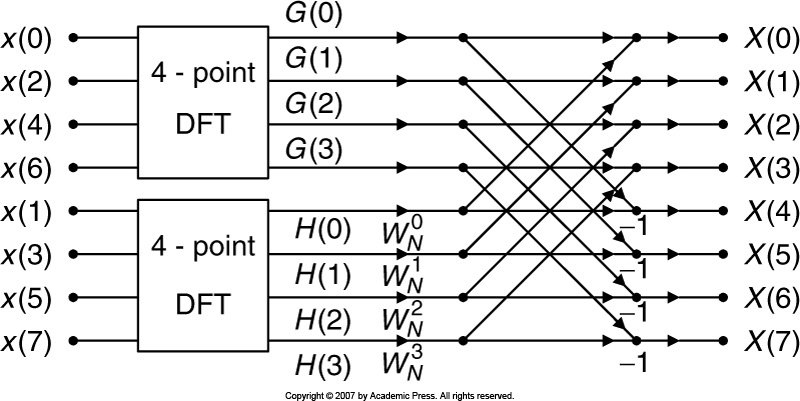 G(0)
x(0) X(0)
G(1)
x(2) 4 - point X(1)
G(2)
x(4) DFT X(2)
G(3)
x(6) X(3)
x(1) X(4)
H(0) W_N^0 –1
x(3) 4 - point X(5)
H(1) W_N^1 –1
x(5) DFT X(6)
H(2) W_N^2 –1
x(7) X(7)
H(3) W_N^3 –1
Copyright © 2007 by Academic Press. All rights reserved.